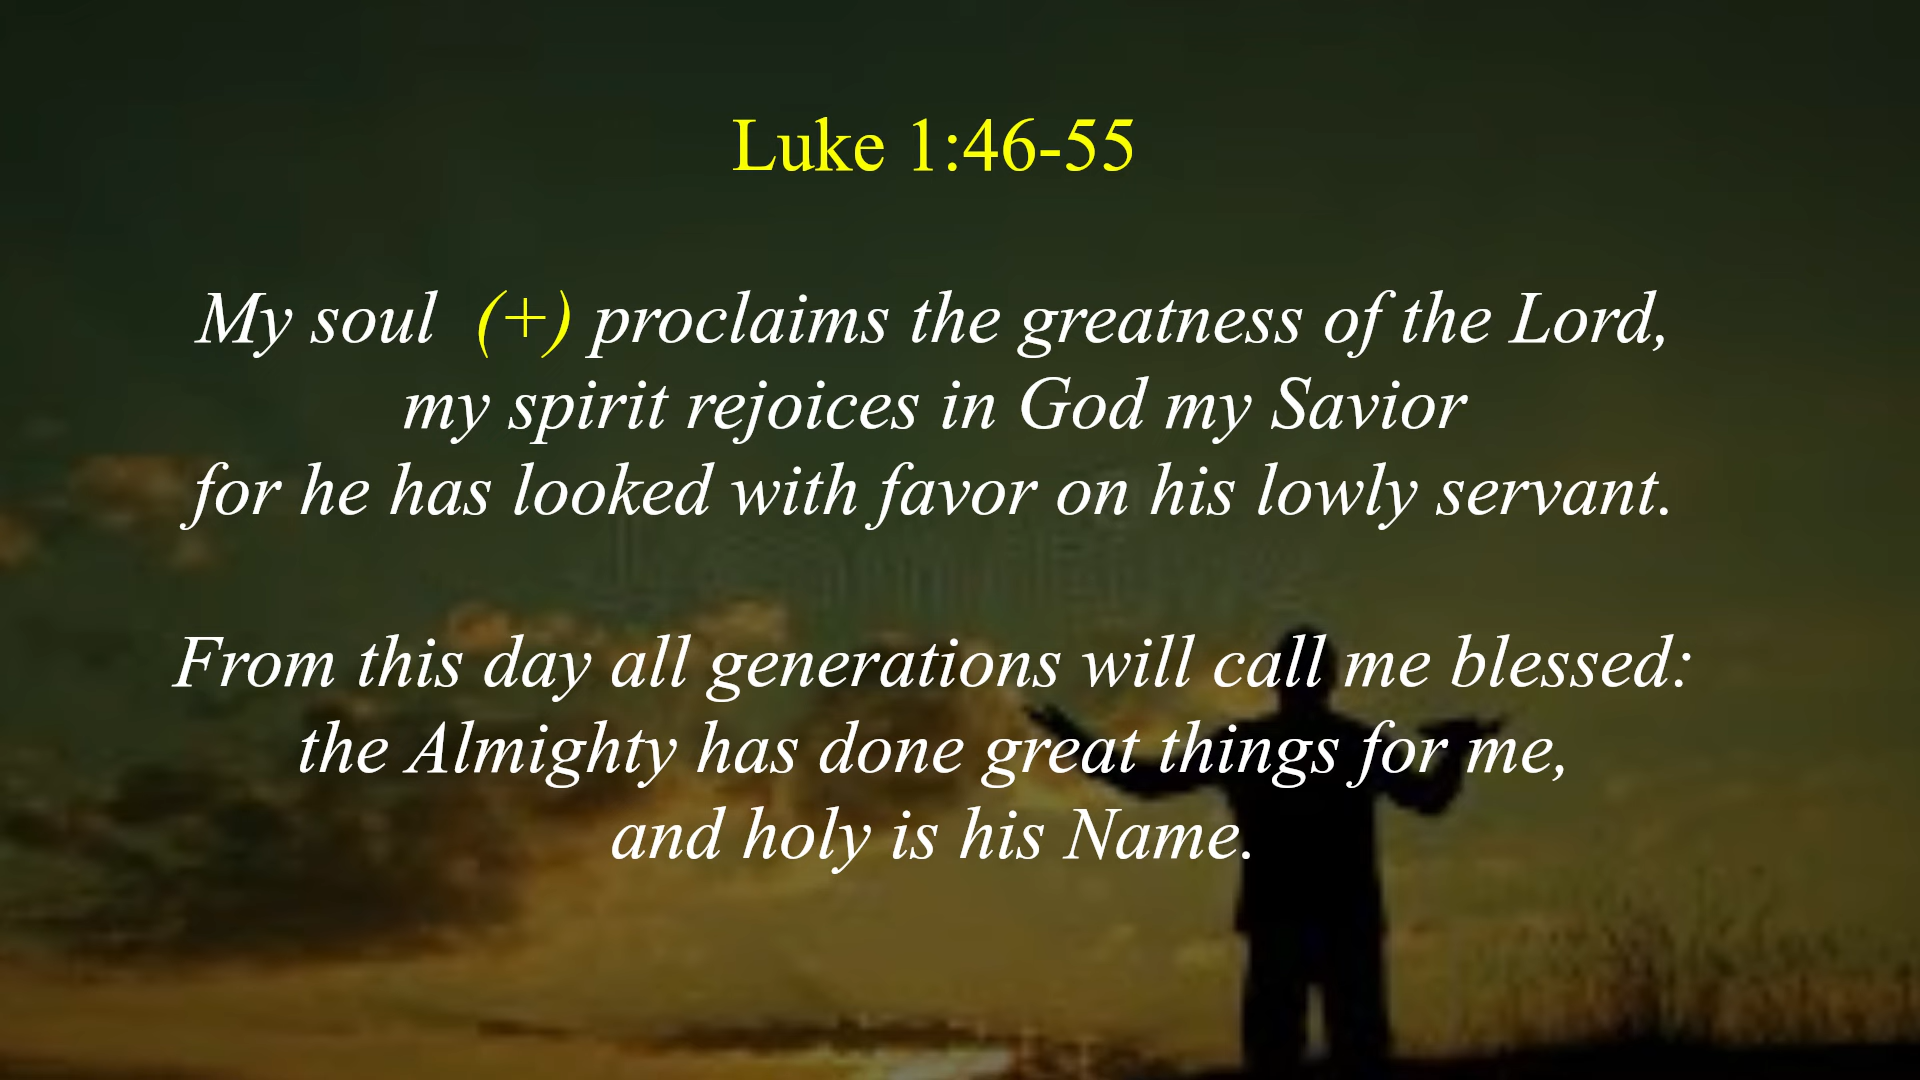 Luke 1:46-55
My soul (+) proclaims the greatness of the Lord,
my spirit rejoices in God my Savior
for he has looked with favor on his lowly servant.
From this day all generations will call me blessed:
the Almighty has done great things for me,
and holy is his Name.